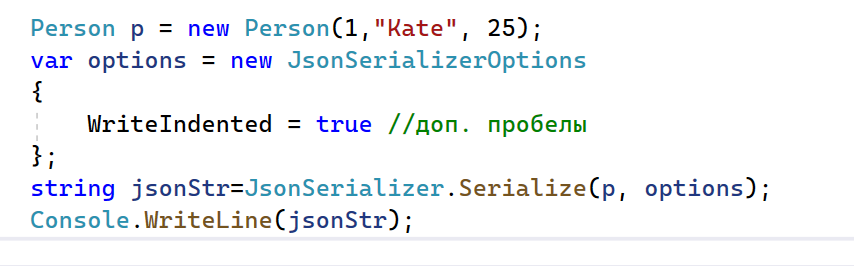 Person p = new Person(1,"Kate", 25);
var options = new JsonSerializerOptions
{
    WriteIndented = true //доп. пробелы
};
string jsonStr=JsonSerializer.Serialize(p, options);
Console.WriteLine(jsonStr);